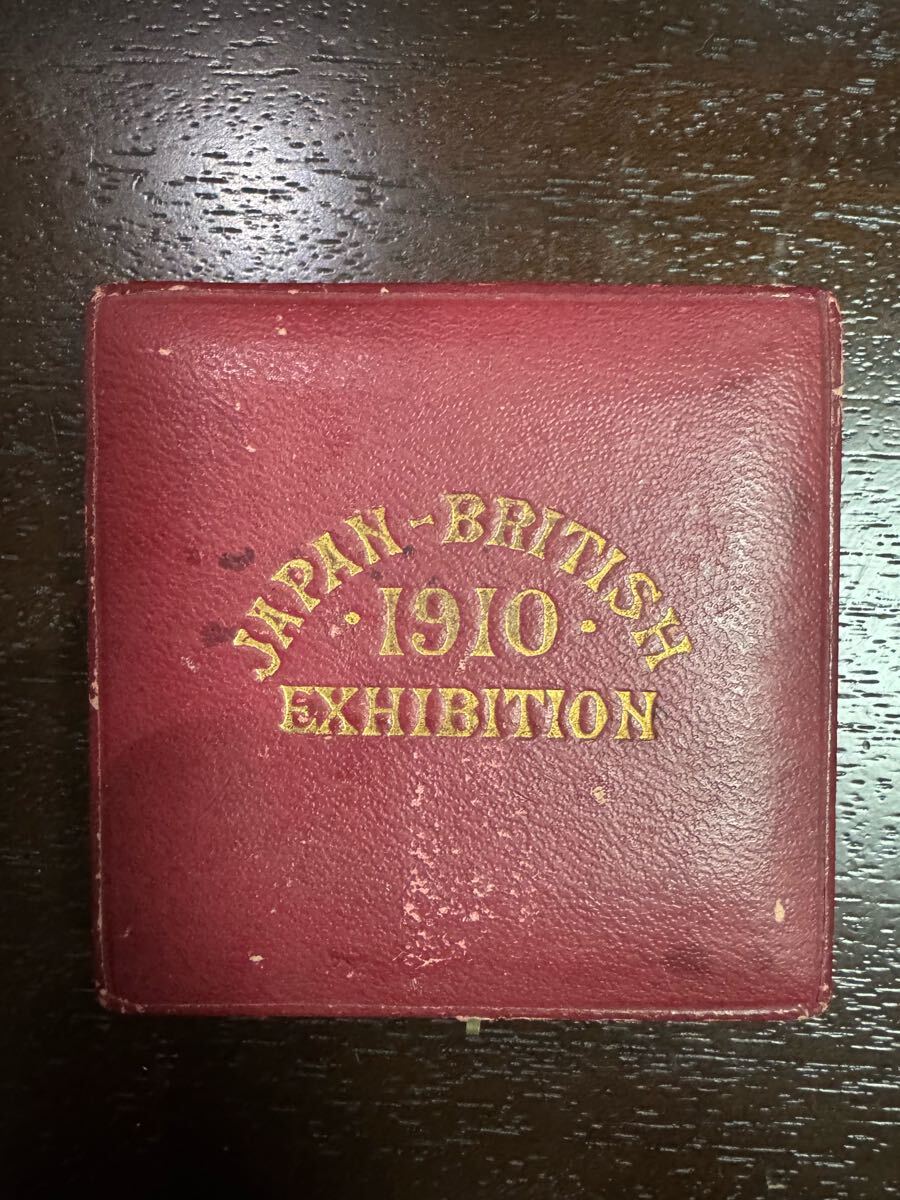 JAPAN-BRITISH
· 1910 ·
EXHIBITION